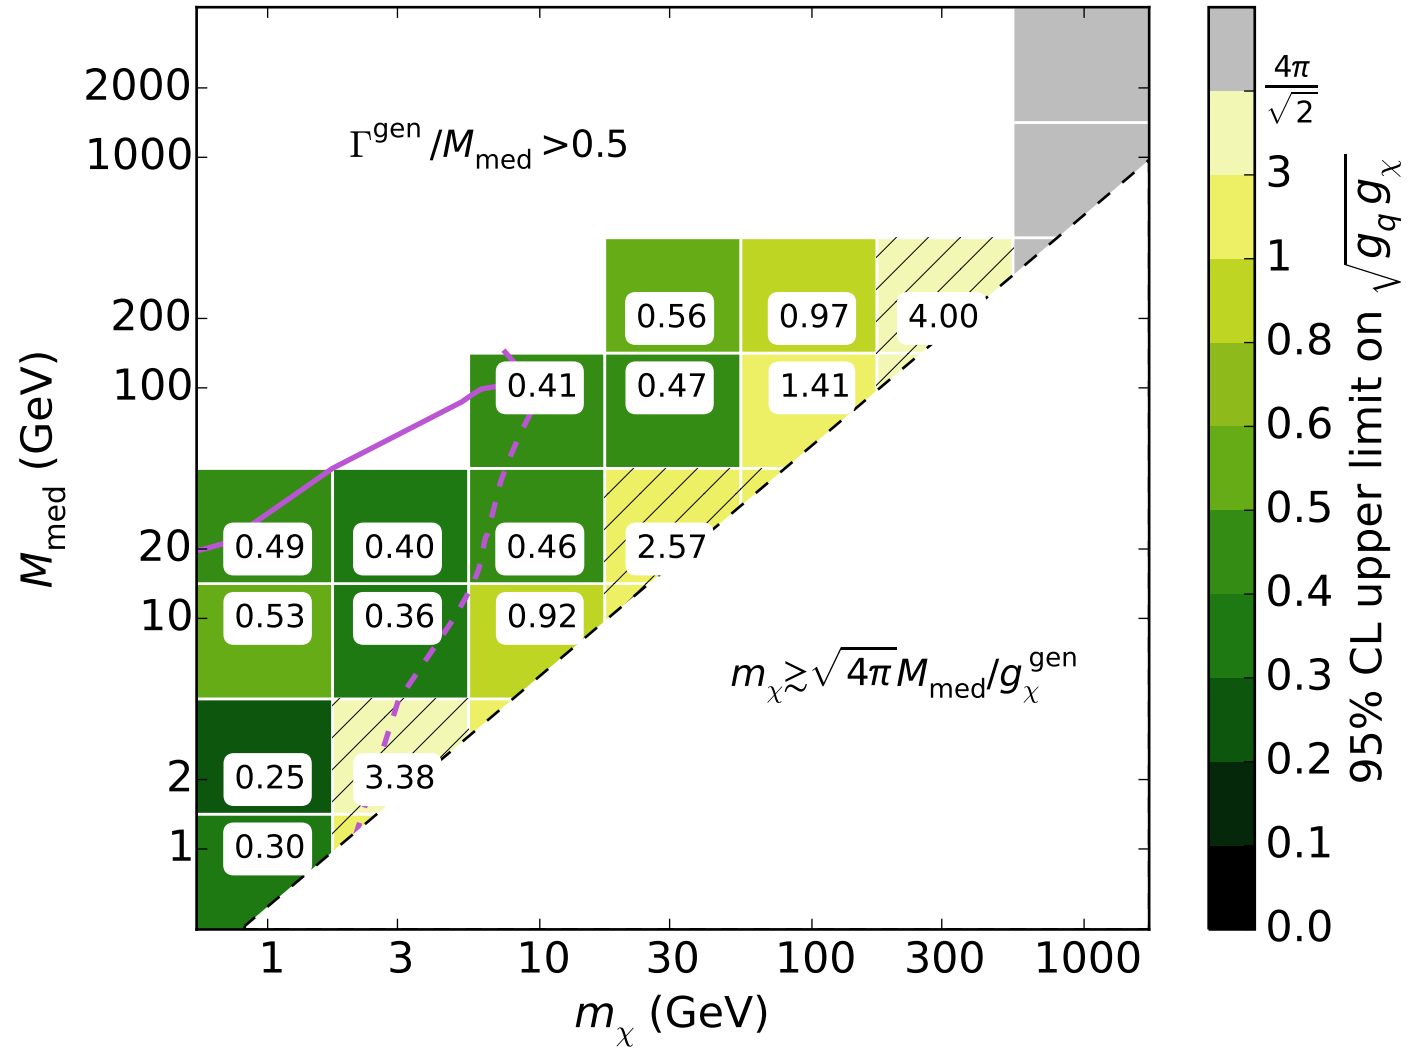 2000
1000
200
100
20
10
2
1
M_med (GeV)
Γ^gen /M_med >0.5
0.56 0.97 4.00
0.41 0.47 1.41
0.49 0.40 0.46 2.57
0.53 0.36 0.92
0.25 3.38
0.30
m_χ ≳ √4π M_med/g_χ^gen
1 3 10 30 100 300 1000
m_χ (GeV)
4π/√2
3
1
0.8
0.6
0.5
0.4
0.3
0.2
0.1
0.0
95% CL upper limit on √g_q g_χ